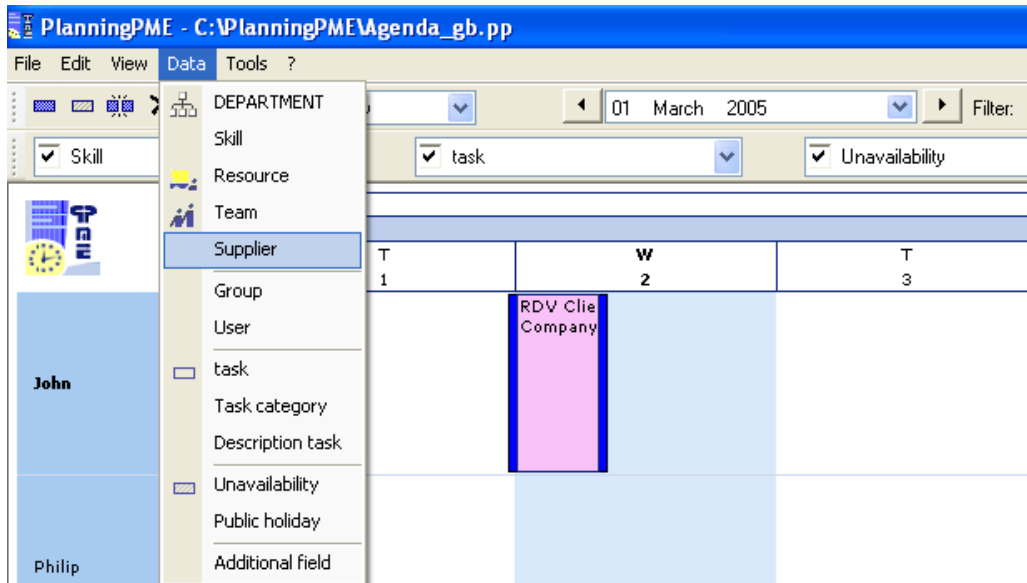 PlanningPME - C:\PlanningPME\Agenda_gb.pp
File Edit View Data Tools ?
01 March 2005 Filter:
Skill task Unavailability
DEPARTMENT
Skill
Resource
Team
Supplier
Group
User
task
Task category
Description task
Unavailability
Public holiday
Additional field
PME
T W T
1 2 3
RDV Clie
Company
John
Philip